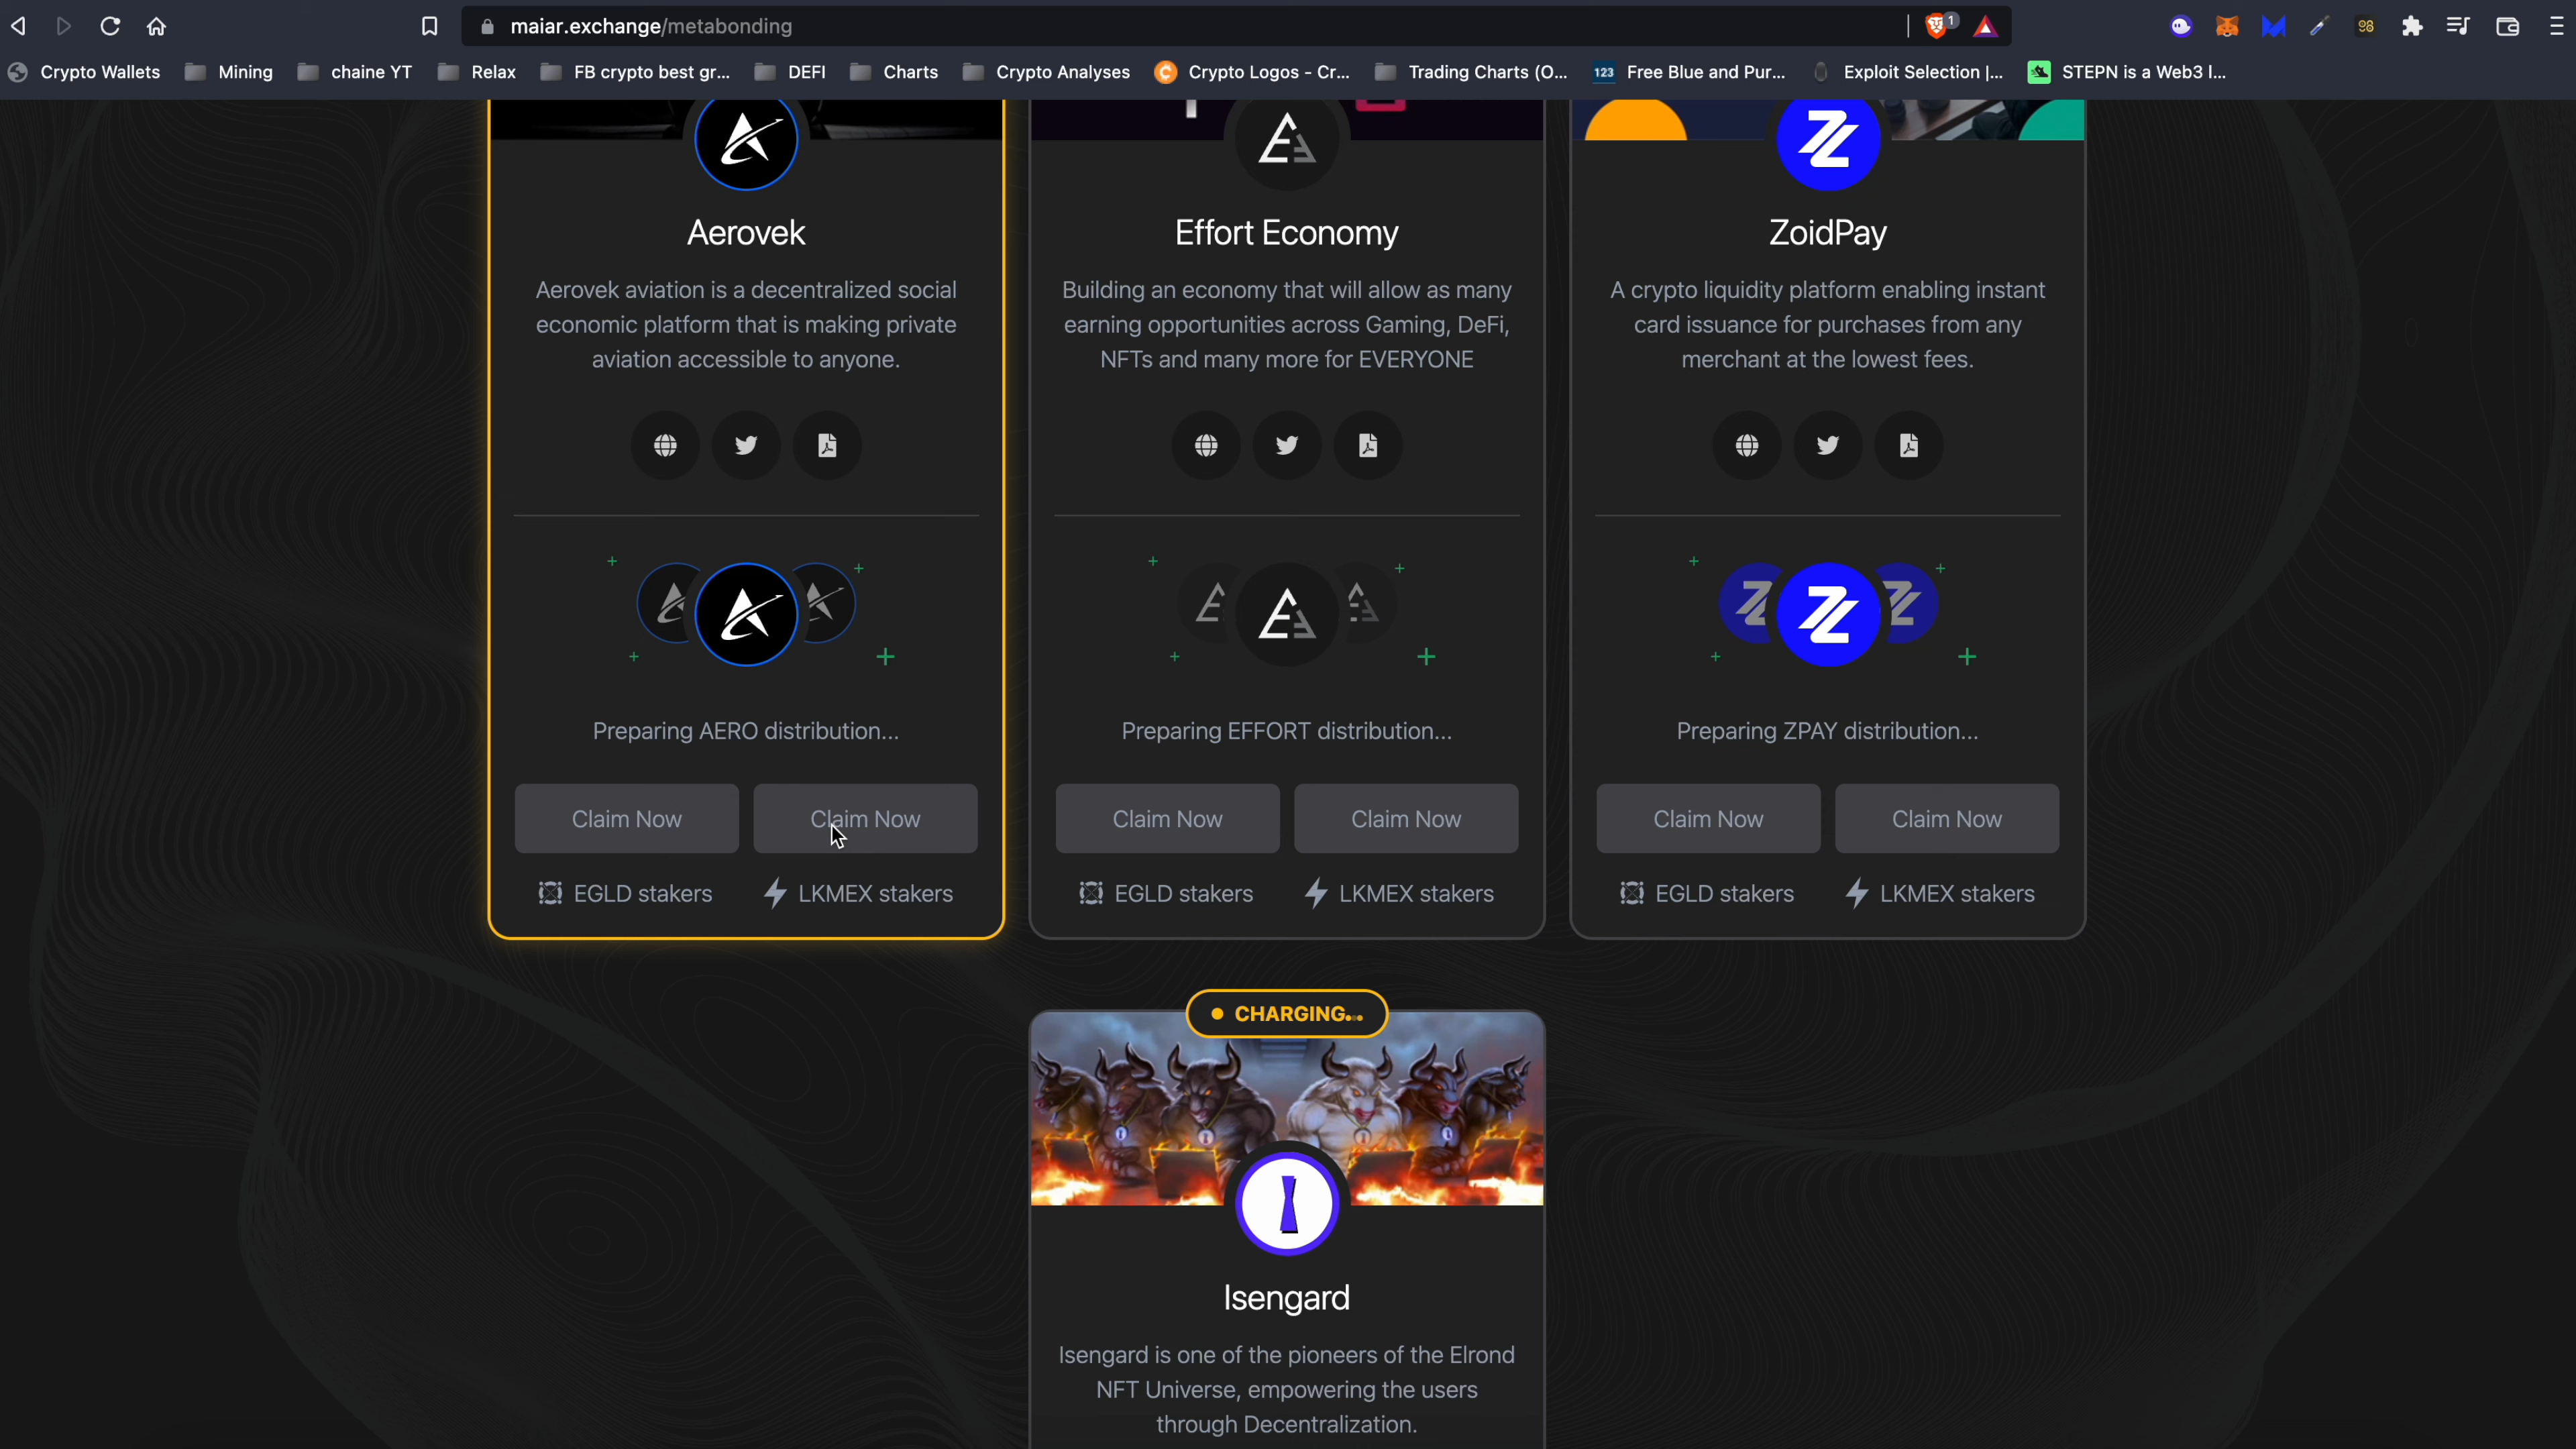 maiar.exchange/metabonding
1
Crypto Wallets
Mining
chaine YT
Relax
FB crypto best gr...
DEFI
Charts
Crypto Analyses
Crypto Logos - Cr...
Trading Charts (O...
123
Free Blue and Pur...
Exploit Selection |...
STEPN is a Web3 l...
Aerovek
Aerovek aviation is a decentralized social
economic platform that is making private
aviation accessible to anyone.
Preparing AERO distribution...
Claim Now
Claim Now
EGLD stakers
LKMEX stakers
Effort Economy
Building an economy that will allow as many
earning opportunities across Gaming, DeFi,
NFTs and many more for EVERYONE
Preparing EFFORT distribution...
Claim Now
Claim Now
EGLD stakers
LKMEX stakers
ZoidPay
A crypto liquidity platform enabling instant
card issuance for purchases from any
merchant at the lowest fees.
Preparing ZPAY distribution...
Claim Now
Claim Now
EGLD stakers
LKMEX stakers
CHARGING...
Isengard
Isengard is one of the pioneers of the Elrond
NFT Universe, empowering the users
through Decentralization.